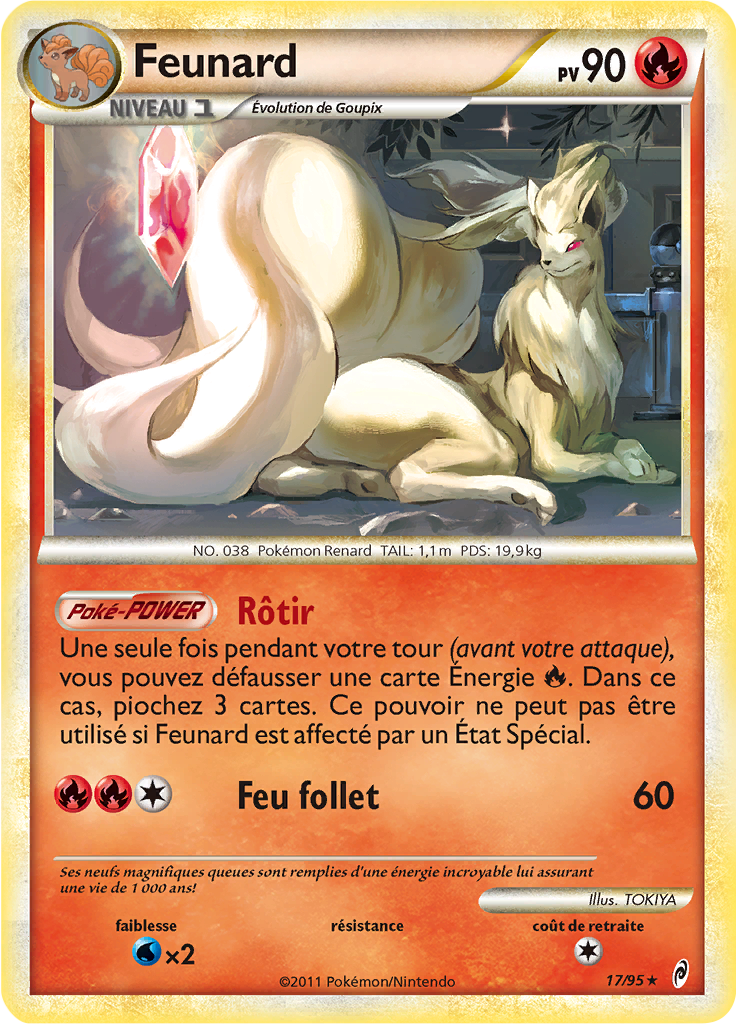 Feunard
PV 90
NIVEAU 1
Évolution de Goupix
NO. 038 Pokémon Renard TAIL: 1,1 m PDS: 19,9 kg
Poké-POWER Rôtir
Une seule fois pendant votre tour (avant votre attaque),
vous pouvez défausser une carte Énergie . Dans ce
cas, piochez 3 cartes. Ce pouvoir ne peut pas être
utilisé si Feunard est affecté par un État Spécial.
Feu follet 60
Ses neufs magnifiques queues sont remplies d'une énergie incroyable lui assurant
une vie de 1 000 ans!
Illus. TOKIYA
faiblesse résistance coût de retraite
×2
©2011 Pokémon/Nintendo
17/95 ★